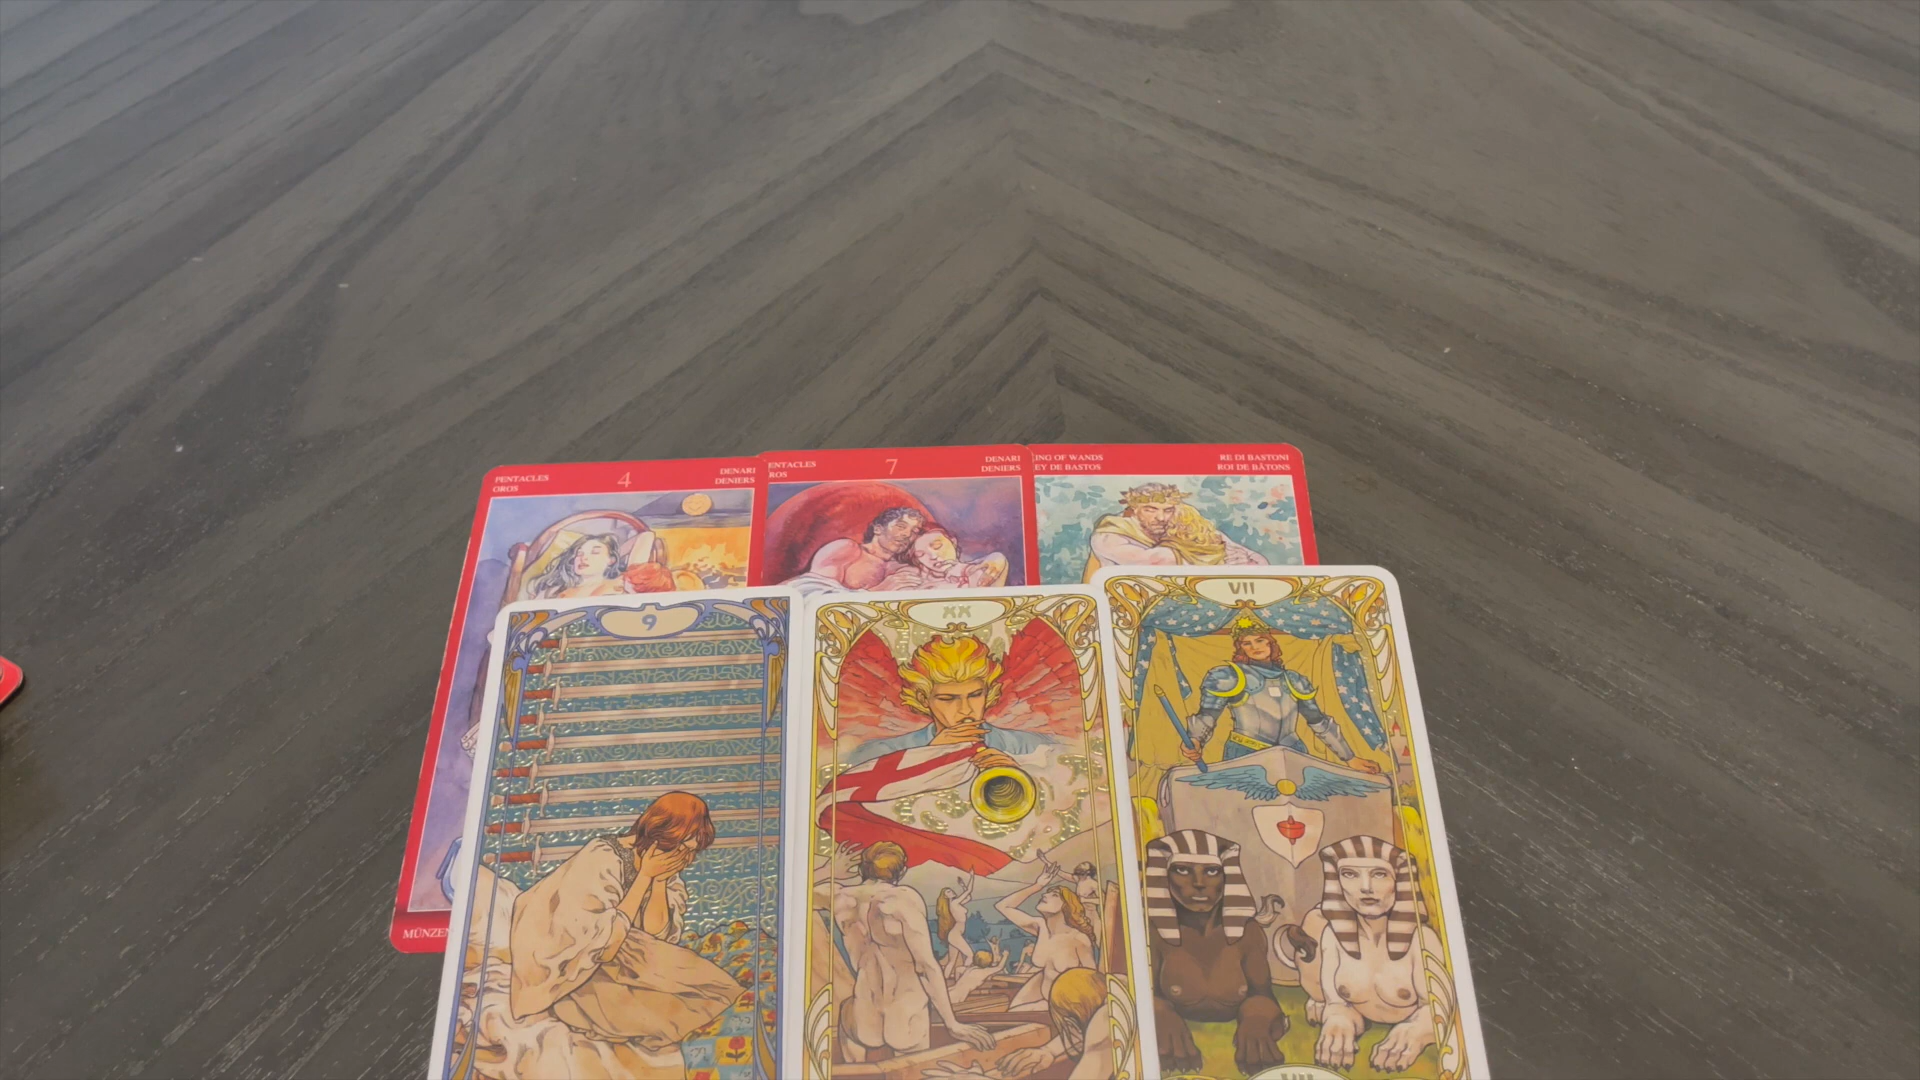 PENTACLES
OROS
4
DENARI
DENIERS
ENTACLES
ROS
7
DENARI
DENIERS
ING OF WANDS
EY DE BASTOS
RE DI BASTONI
ROI DE BÂTONS
9
XX
VII
MÜNZEN